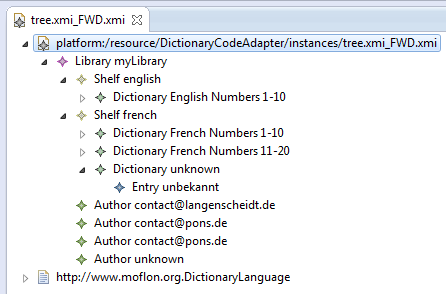 tree.xmi_FWD.xmi
platform:/resource/DictionaryCodeAdapter/instances/tree.xmi_FWD.xmi
Library myLibrary
Shelf english
Dictionary English Numbers 1-10
Shelf french
Dictionary French Numbers 1-10
Dictionary French Numbers 11-20
Dictionary unknown
Entry unbekannt
Author contact@langenscheidt.de
Author contact@pons.de
Author contact@pons.de
Author unknown
http://www.moflon.org.DictionaryLanguage